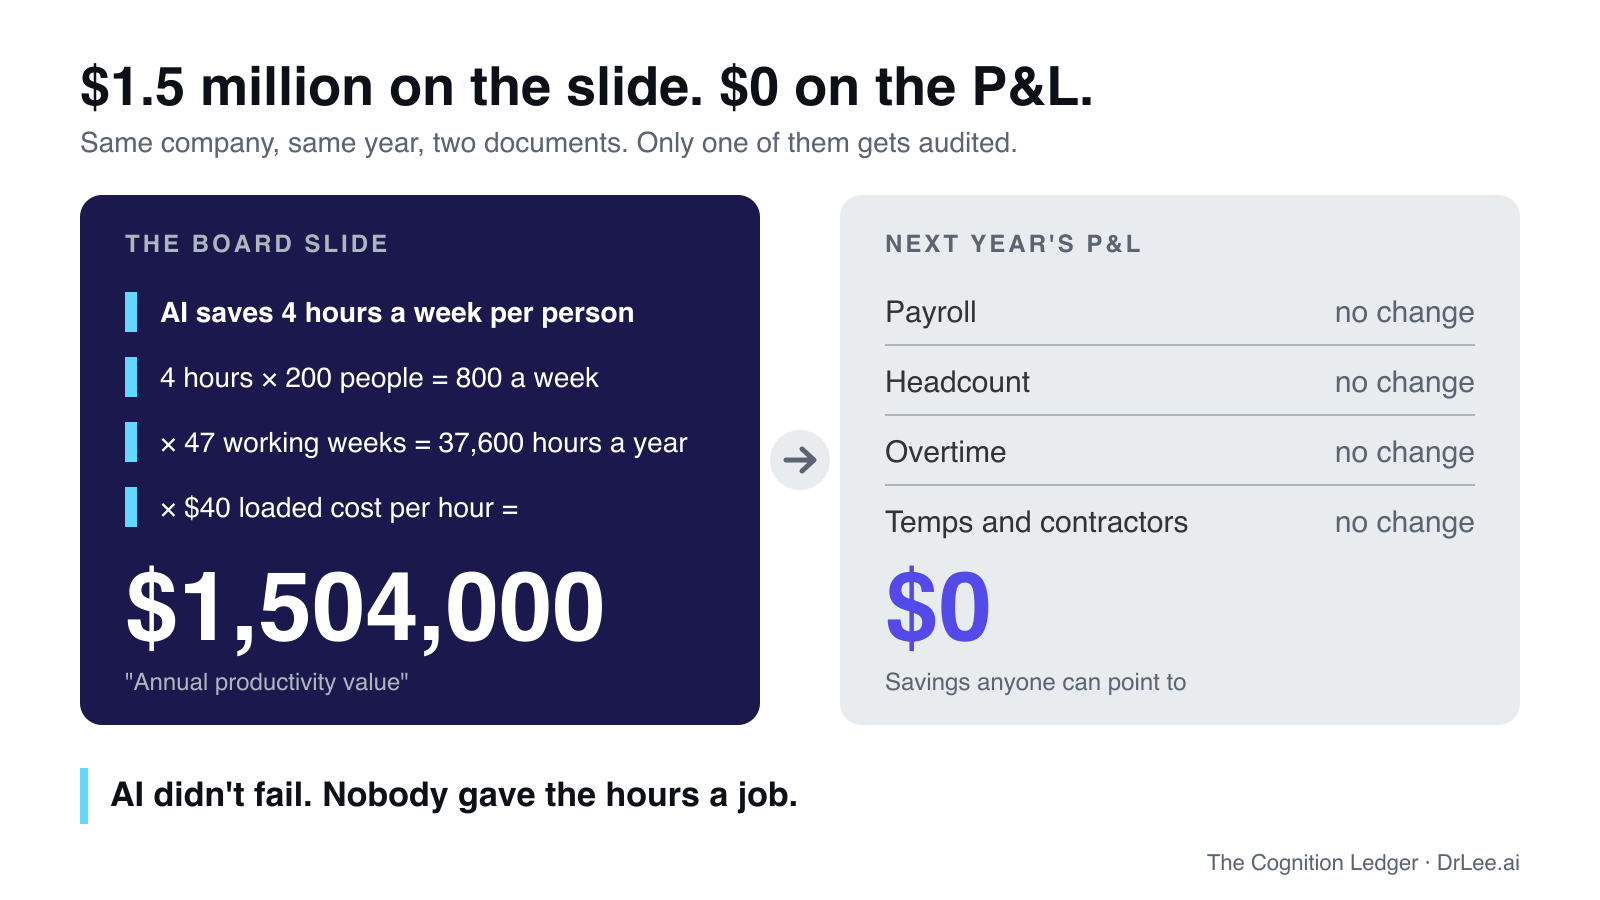 $1.5 million on the slide. $0 on the P&L.
Same company, same year, two documents. Only one of them gets audited.
THE BOARD SLIDE
AI saves 4 hours a week per person
4 hours × 200 people = 800 a week
× 47 working weeks = 37,600 hours a year
× $40 loaded cost per hour =
$1,504,000
"Annual productivity value"
NEXT YEAR'S P&L
Payroll no change
Headcount no change
Overtime no change
Temps and contractors no change
$0
Savings anyone can point to
AI didn't fail. Nobody gave the hours a job.
The Cognition Ledger · DrLee.ai